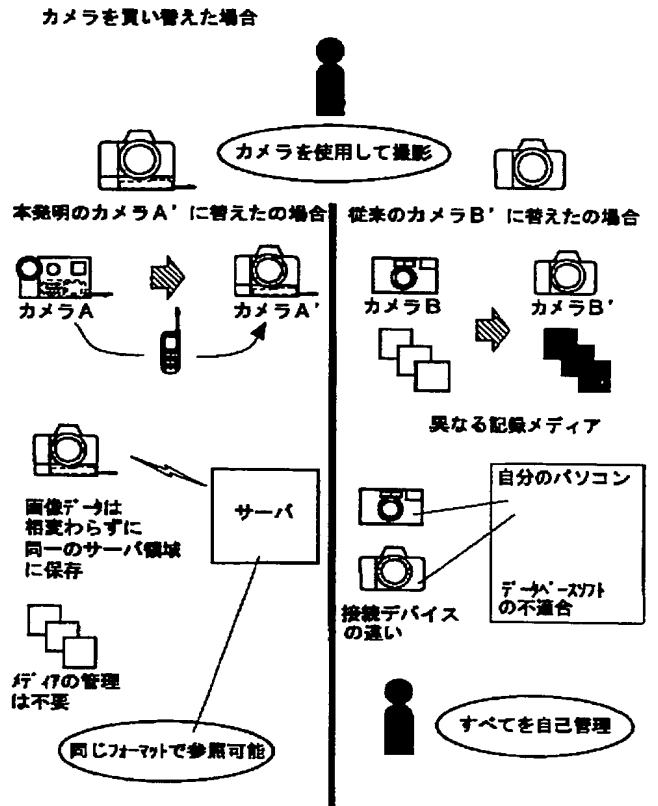 カメラを買い替えた場合
カメラを使用して撮影
本発明のカメラA'に替えたの場合
従来のカメラB'に替えたの場合
カメラA
カメラA'
カメラB
カメラB'
異なる記録メディア
画像データは
相変わらずに
同一のサーバ領域
に保存
サーバ
メディアの管理
は不要
同じフォーマットで参照可能
自分のパソコン
データベースソフト
の不適合
接続デバイス
の違い
すべてを自己管理